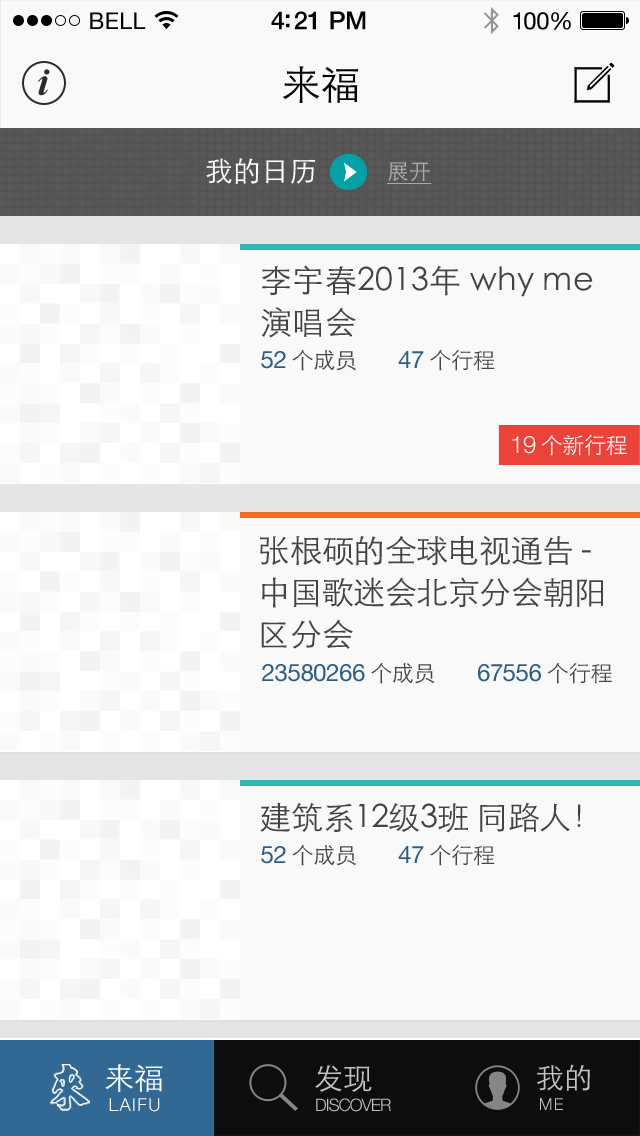 BELL 4:21 PM 100%
i 来福
我的日历 展开
李宇春2013年 why me
演唱会
52 个成员 47 个行程
19 个新行程
张根硕的全球电视通告 -
中国歌迷会北京分会朝阳
区分会
23580266 个成员 67556 个行程
建筑系12级3班 同路人!
52 个成员 47 个行程
来福 发现 我的
LAIFU DISCOVER ME